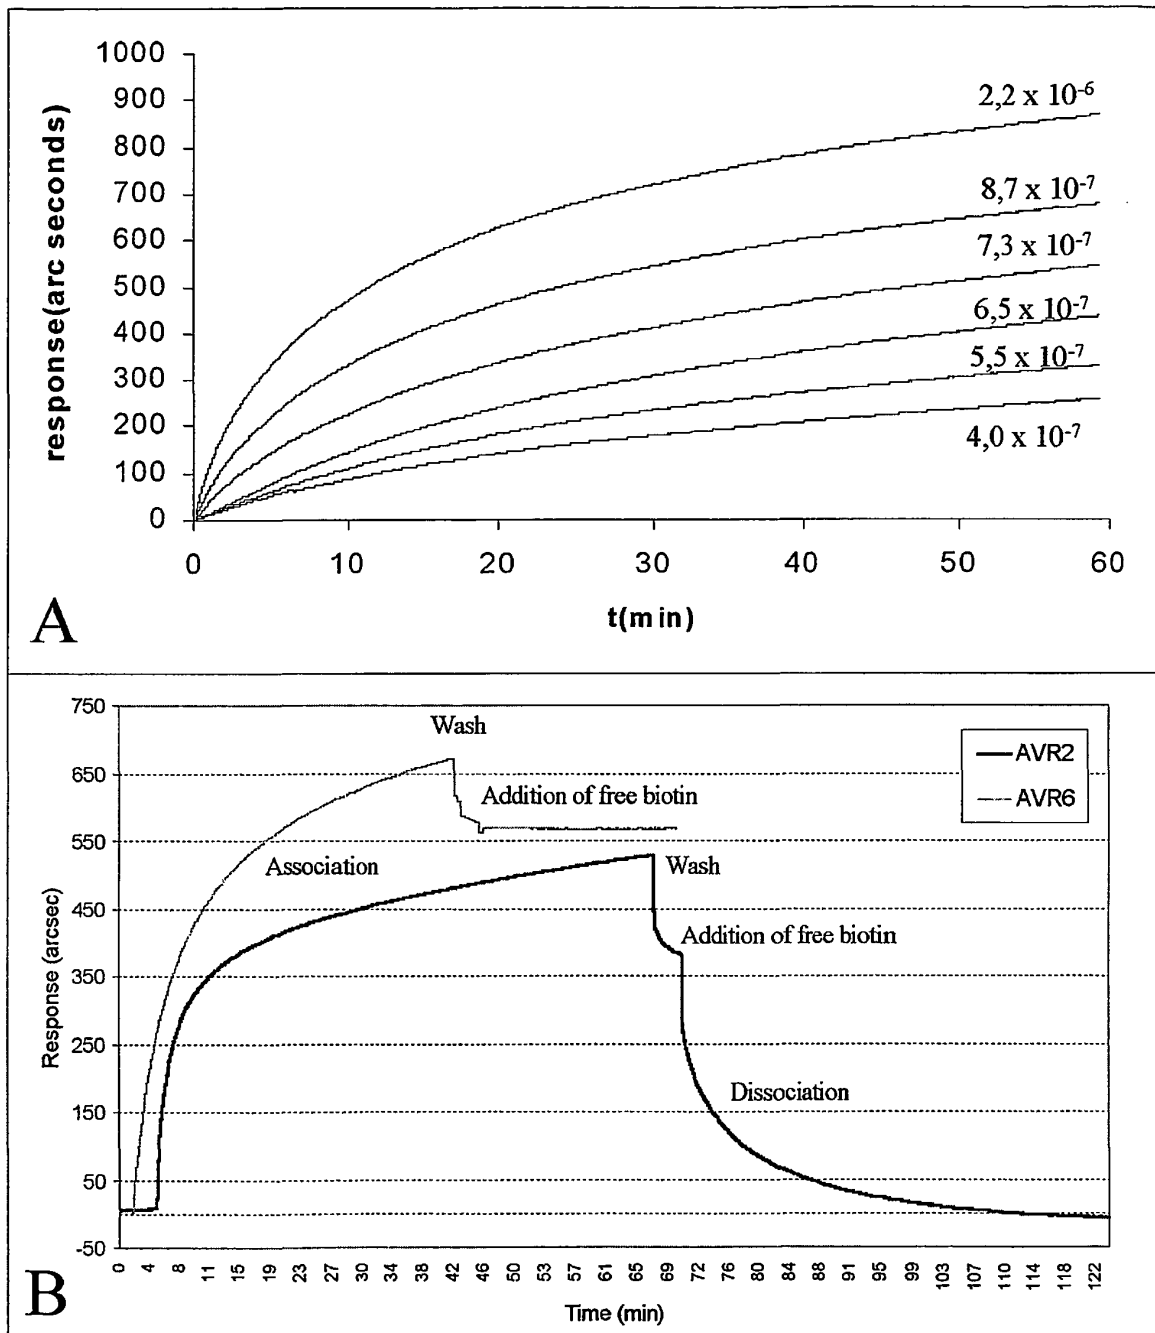 1000
900
800
700
600
500
400
300
200
100
0
response(arc seconds)
2,2 x 10⁻⁶
8,7 x 10⁻⁷
7,3 x 10⁻⁷
6,5 x 10⁻⁷
5,5 x 10⁻⁷
4,0 x 10⁻⁷
0 10 20 30 40 50 60
t(min)
A
750
650
550
450
350
250
150
50
-50
Response (arcsec)
Wash
AVR2
AVR6
Addition of free biotin
Association
Wash
Addition of free biotin
Dissociation
0 4 8 11 15 19 23 27 30 34 38 42 46 49 53 57 61 65 69 72 76 80 84 88 91 95 99 103 107 110 114 118 122
Time (min)
B